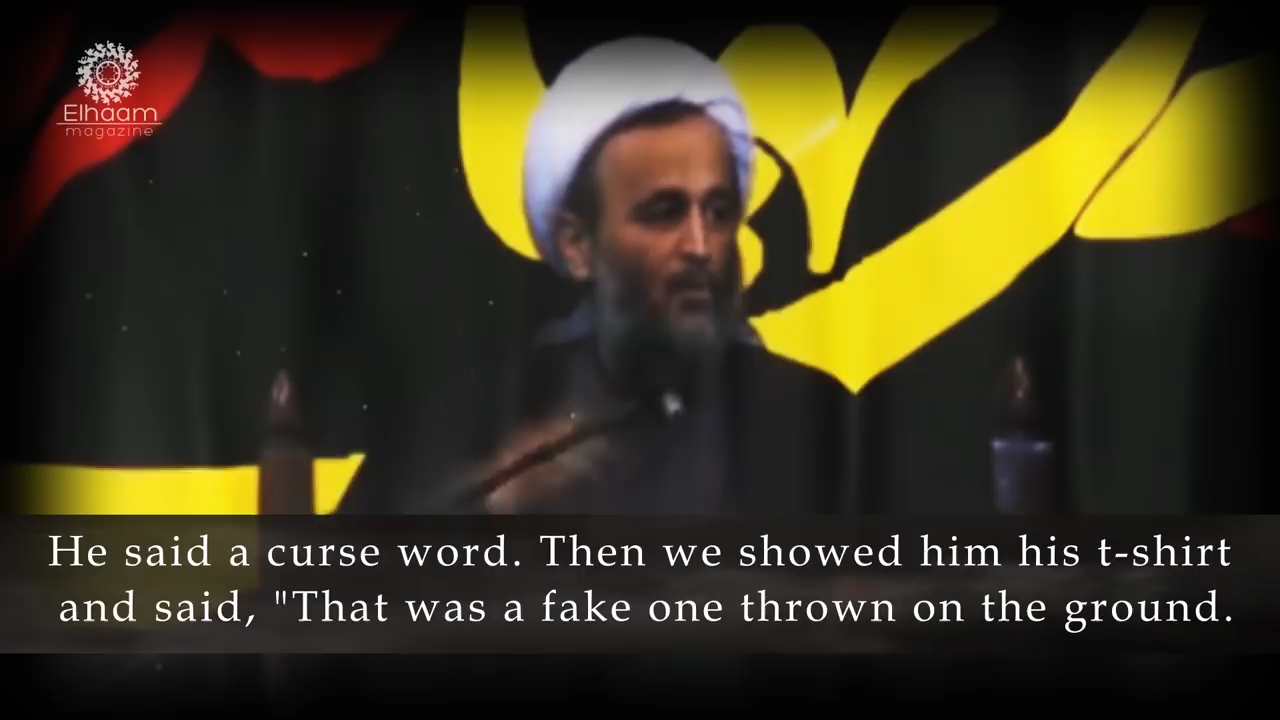 Elhaam
magazine
He said a curse word. Then we showed him his t-shirt
and said, "That was a fake one thrown on the ground.